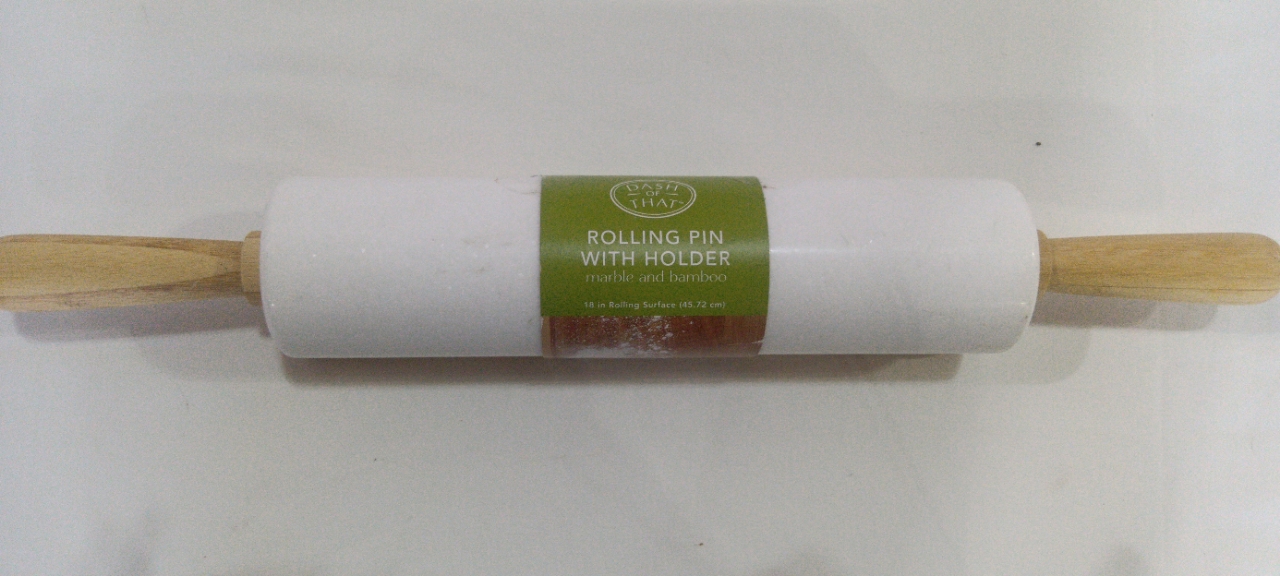 DASH
OF
THAT
ROLLING PIN
WITH HOLDER
marble and bamboo
18 in Rolling Surface (45.72 cm)